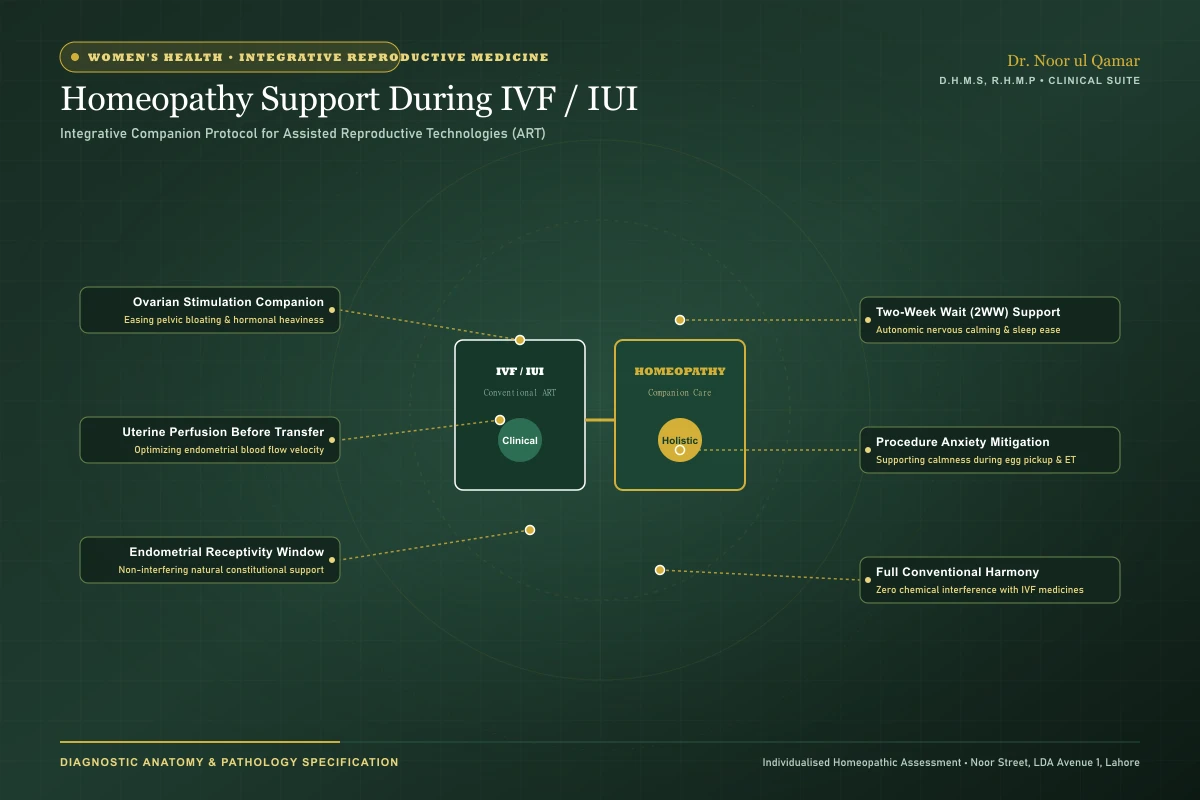 WOMEN'S HEALTH • INTEGRATIVE REPRODUCTIVE MEDICINE
Homeopathy Support During IVF / IUI
Integrative Companion Protocol for Assisted Reproductive Technologies (ART)
Dr. Noor ul Qamar
D.H.M.S, R.H.M.P • CLINICAL SUITE
Ovarian Stimulation Companion
Easing pelvic bloating & hormonal heaviness
Uterine Perfusion Before Transfer
Optimizing endometrial blood flow velocity
Endometrial Receptivity Window
Non-interfering natural constitutional support
IVF / IUI
Conventional ART
Clinical
HOMEOPATHY
Companion Care
Holistic
Two-Week Wait (2WW) Support
Autonomic nervous calming & sleep ease
Procedure Anxiety Mitigation
Supporting calmness during egg pickup & ET
Full Conventional Harmony
Zero chemical interference with IVF medicines
DIAGNOSTIC ANATOMY & PATHOLOGY SPECIFICATION
Individualised Homeopathic Assessment • Noor Street, LDA Avenue 1, Lahore